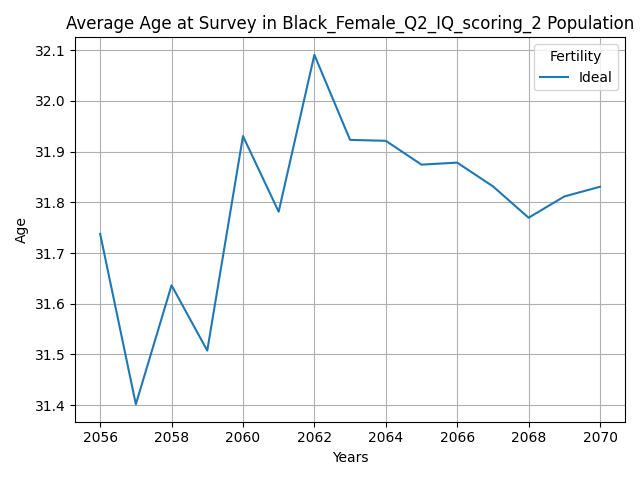 Average Age at Survey in Black_Female_Q2_IQ_scoring_2 Population
Fertility
Ideal
32.1
32.0
31.9
31.8
31.7
31.6
31.5
31.4
Age
2056 2058 2060 2062 2064 2066 2068 2070
Years